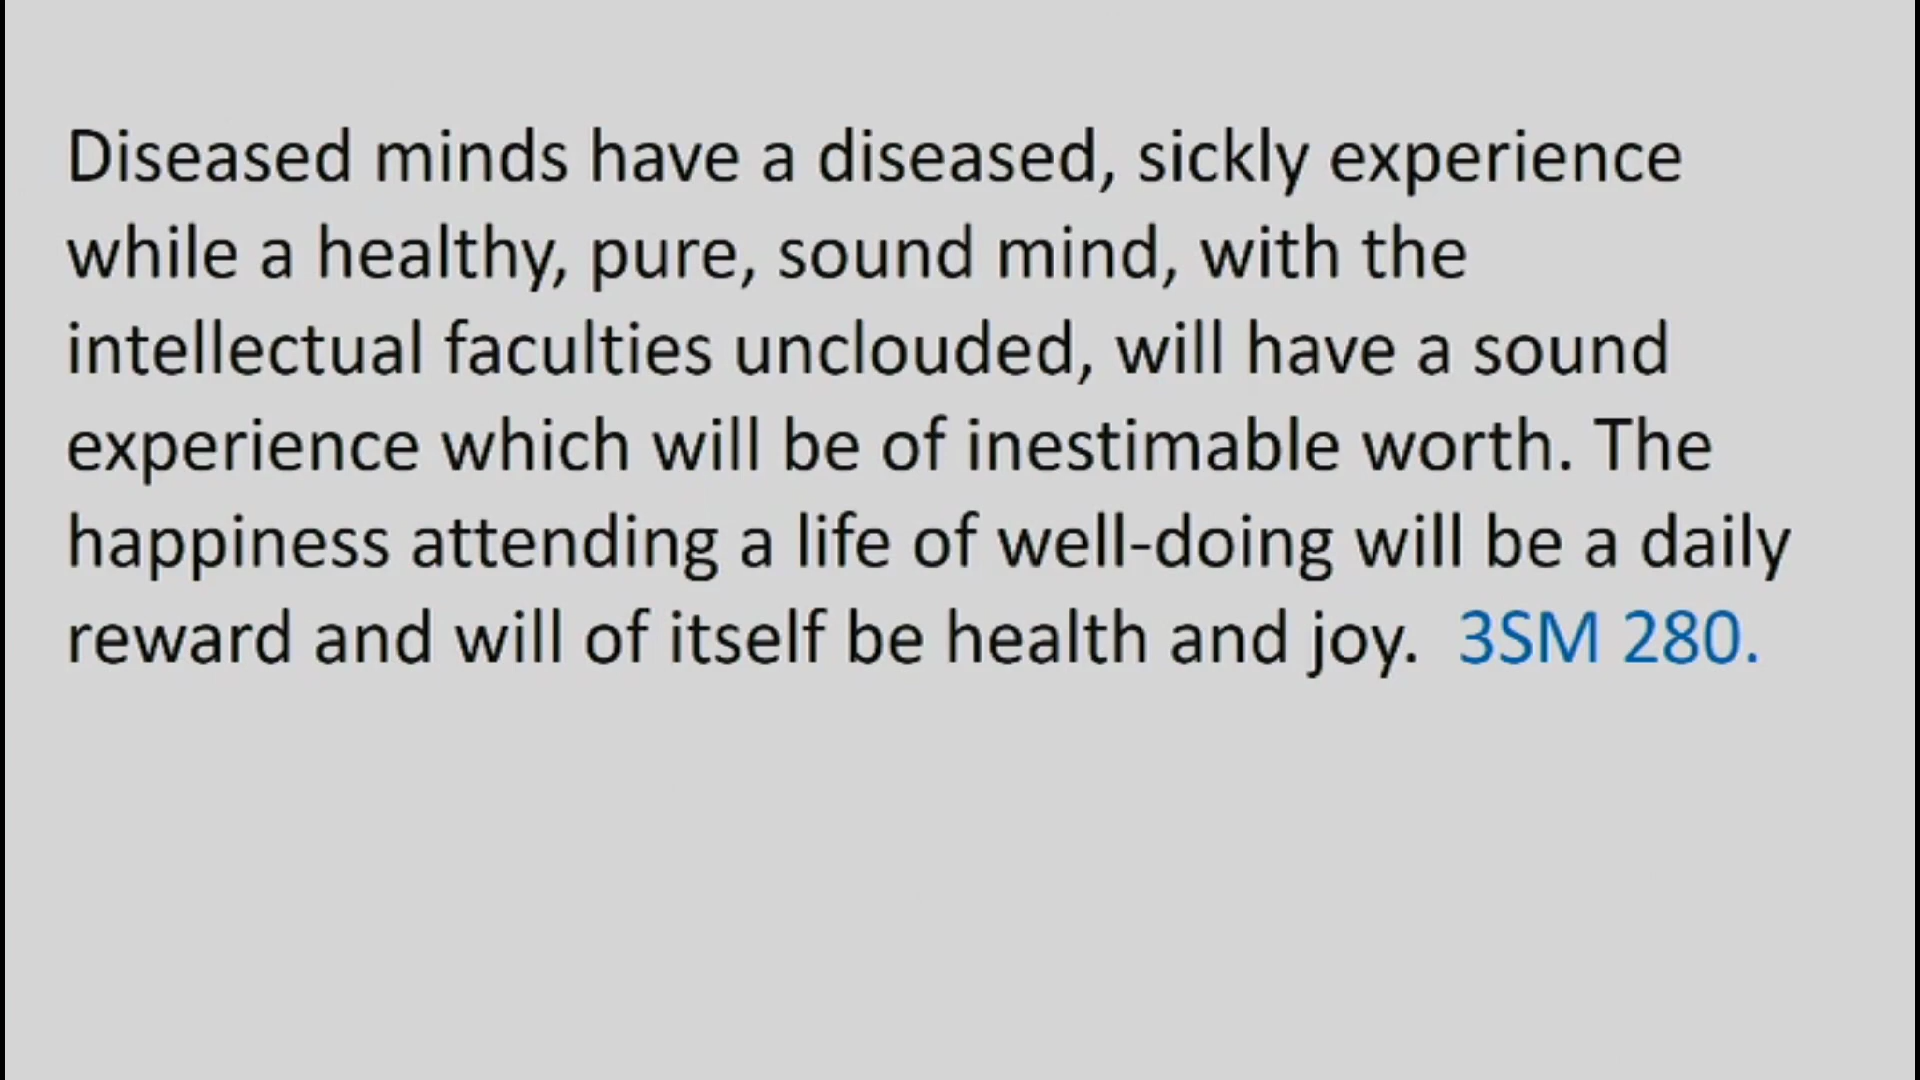 Diseased minds have a diseased, sickly experience
while a healthy, pure, sound mind, with the
intellectual faculties unclouded, will have a sound
experience which will be of inestimable worth. The
happiness attending a life of well-doing will be a daily
reward and will of itself be health and joy.  3SM 280.